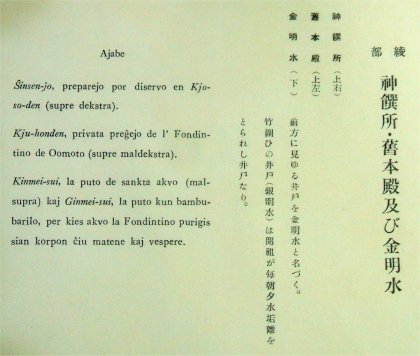 Ajabe
Ŝinsen-jo, preparejo por diservo en Kjo-
so-den (supre dekstra).
Kju-honden, privata preĝejo de l' Fondin-
tino de Oomoto (supre maldekstra).
Kinmei-sui, la puto de sankta akvo (mal-
supra) kaj Ginmei-sui, la puto kun bambu-
barilo, per kies akvo la Fondintino purigis
sian korpon ĉiu matene kaj vespere.
綾部
神饌所・舊本殿及び金明水
神饌所(上右)
舊本殿(上左)
金明水(下)
前方に見ゆる井戸を金明水と名づく。
竹圍ひの井戸(銀明水)は開祖が每朝夕水垢離を
とられし井戸なり。